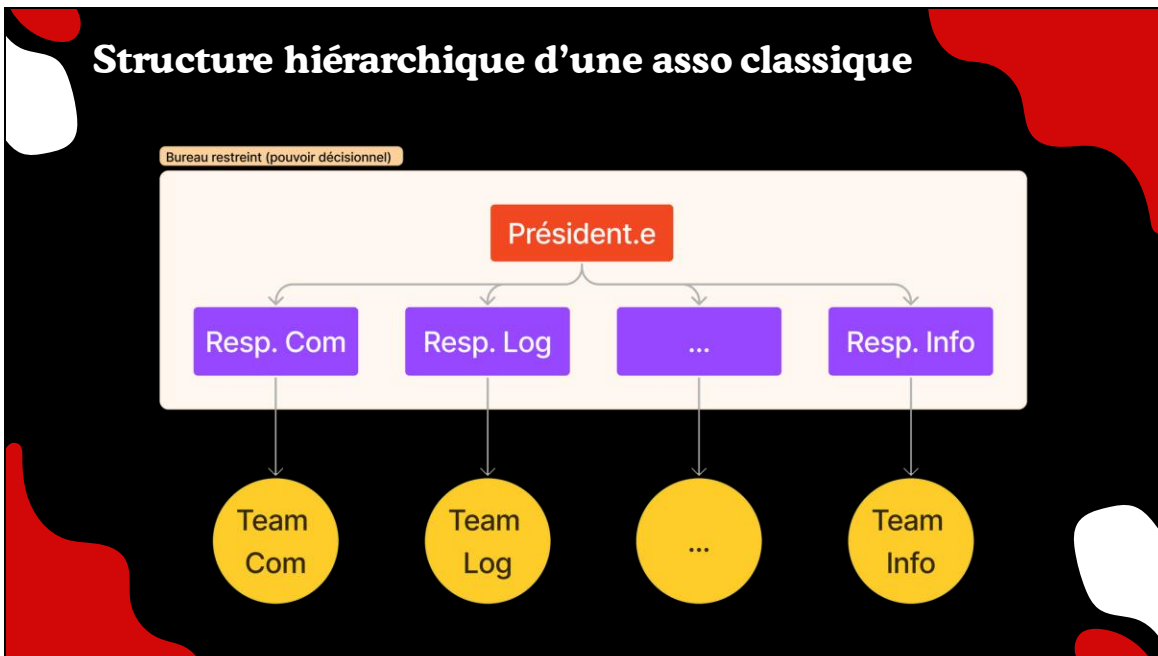 Structure hiérarchique d’une asso classique
Bureau restreint (pouvoir décisionnel)
Président.e
Resp. Com
Resp. Log
...
Resp. Info
Team
Com
Team
Log
...
Team
Info